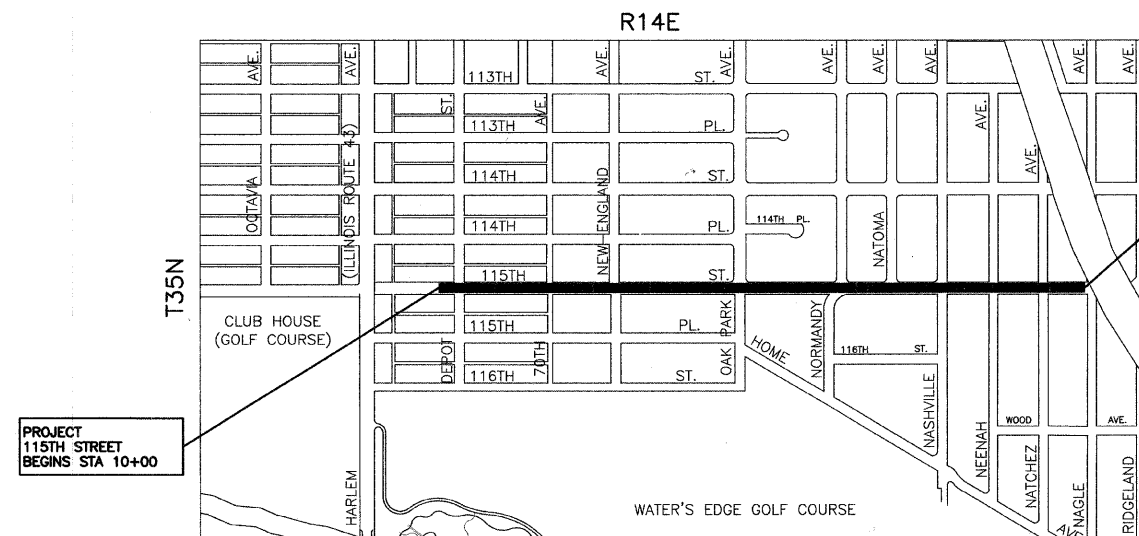 R14E
T35N
AVE.
AVE.
AVE.
AVE.
AVE.
AVE.
AVE.
AVE.
AVE.
113TH ST.
ST.
AVE.
AVE.
113TH PL.
AVE.
114TH ST.
OCTAVIA
(ILLINOIS ROUTE 43)
NEW ENGLAND
114TH PL.
114TH PL.
NATOMA
115TH ST.
CLUB HOUSE
(GOLF COURSE)
115TH PL.
OAK PARK
HOME
NORMANDY
116TH ST.
DEPOT
70TH
116TH ST.
NASHVILLE
WOOD AVE.
NEENAH
NATCHEZ
NAGLE
RIDGELAND
AVE
PROJECT
115TH STREET
BEGINS STA 10+00
HARLEM
WATER'S EDGE GOLF COURSE